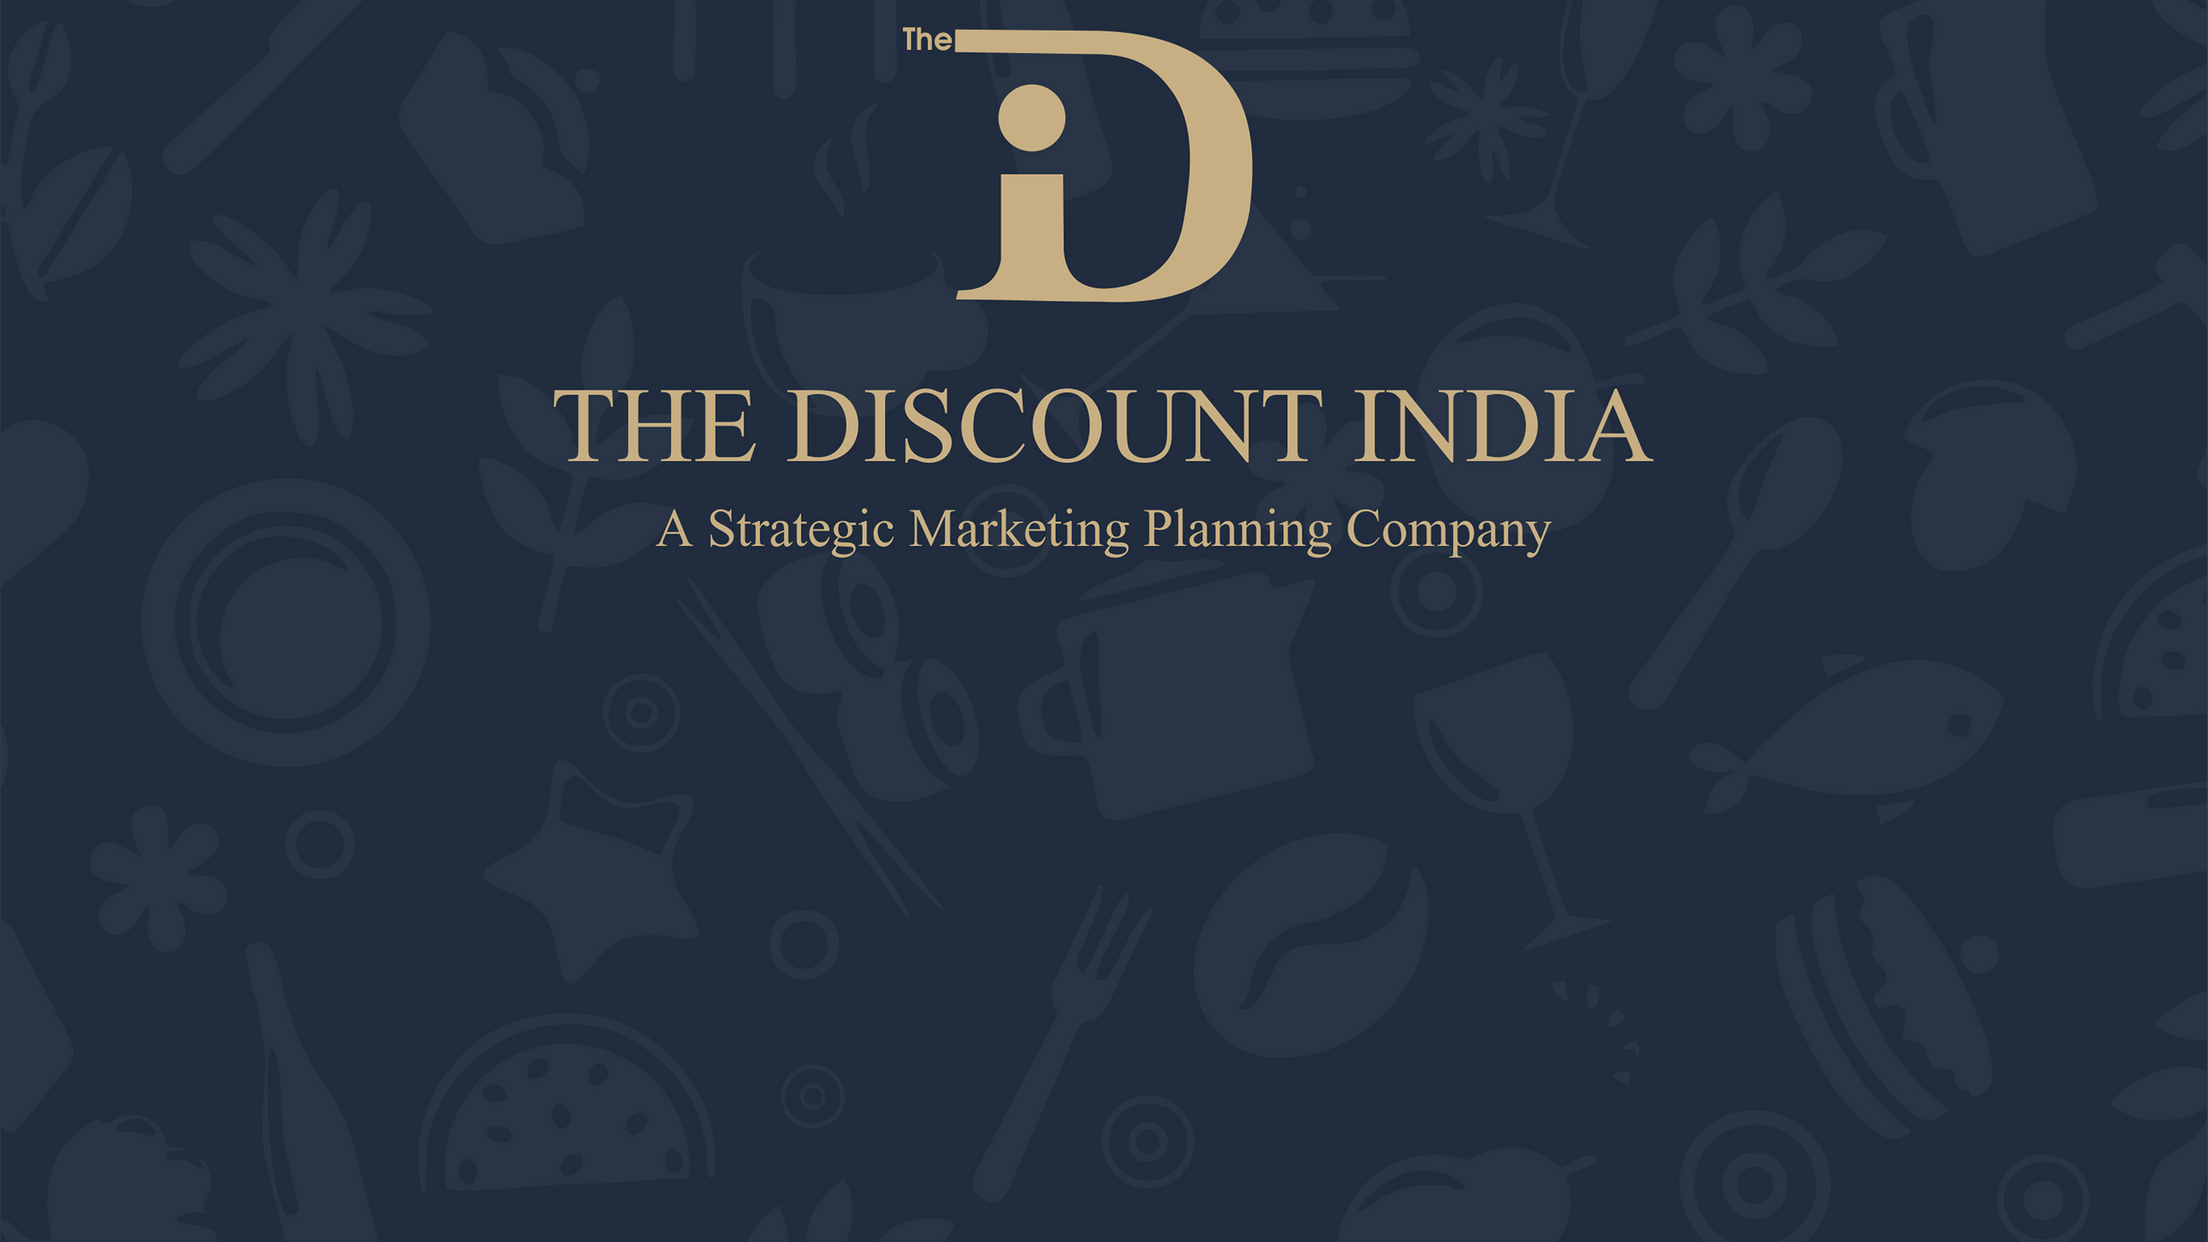 The
iD
THE DISCOUNT INDIA
A Strategic Marketing Planning Company